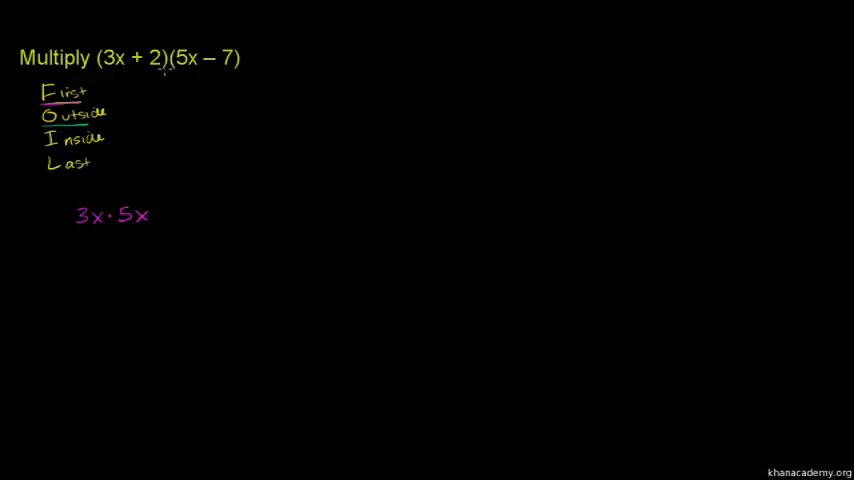 Multiply (3x + 2)(5x – 7)
First
Outside
Inside
Last
3x · 5x
khanacademy.org